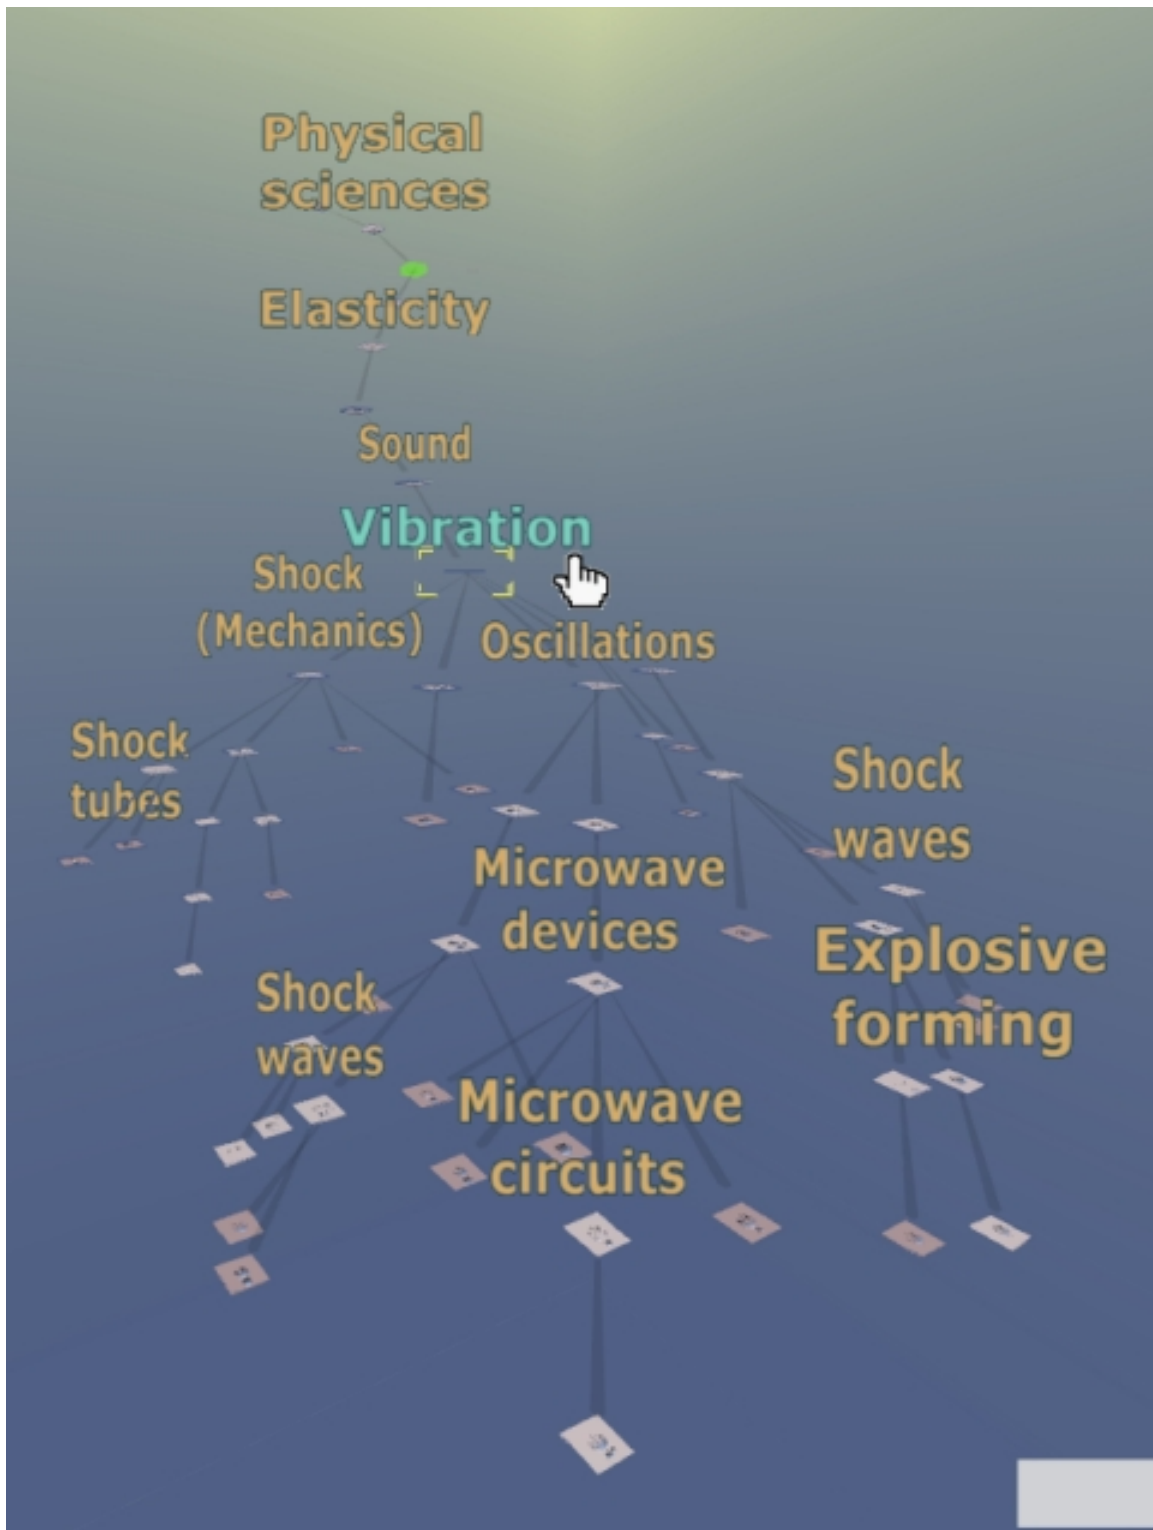 Physical
sciences
Elasticity
Sound
Vibration
Shock
(Mechanics)
Oscillations
Shock
tubes
Shock
waves
Microwave
devices
Explosive
forming
Shock
waves
Microwave
circuits